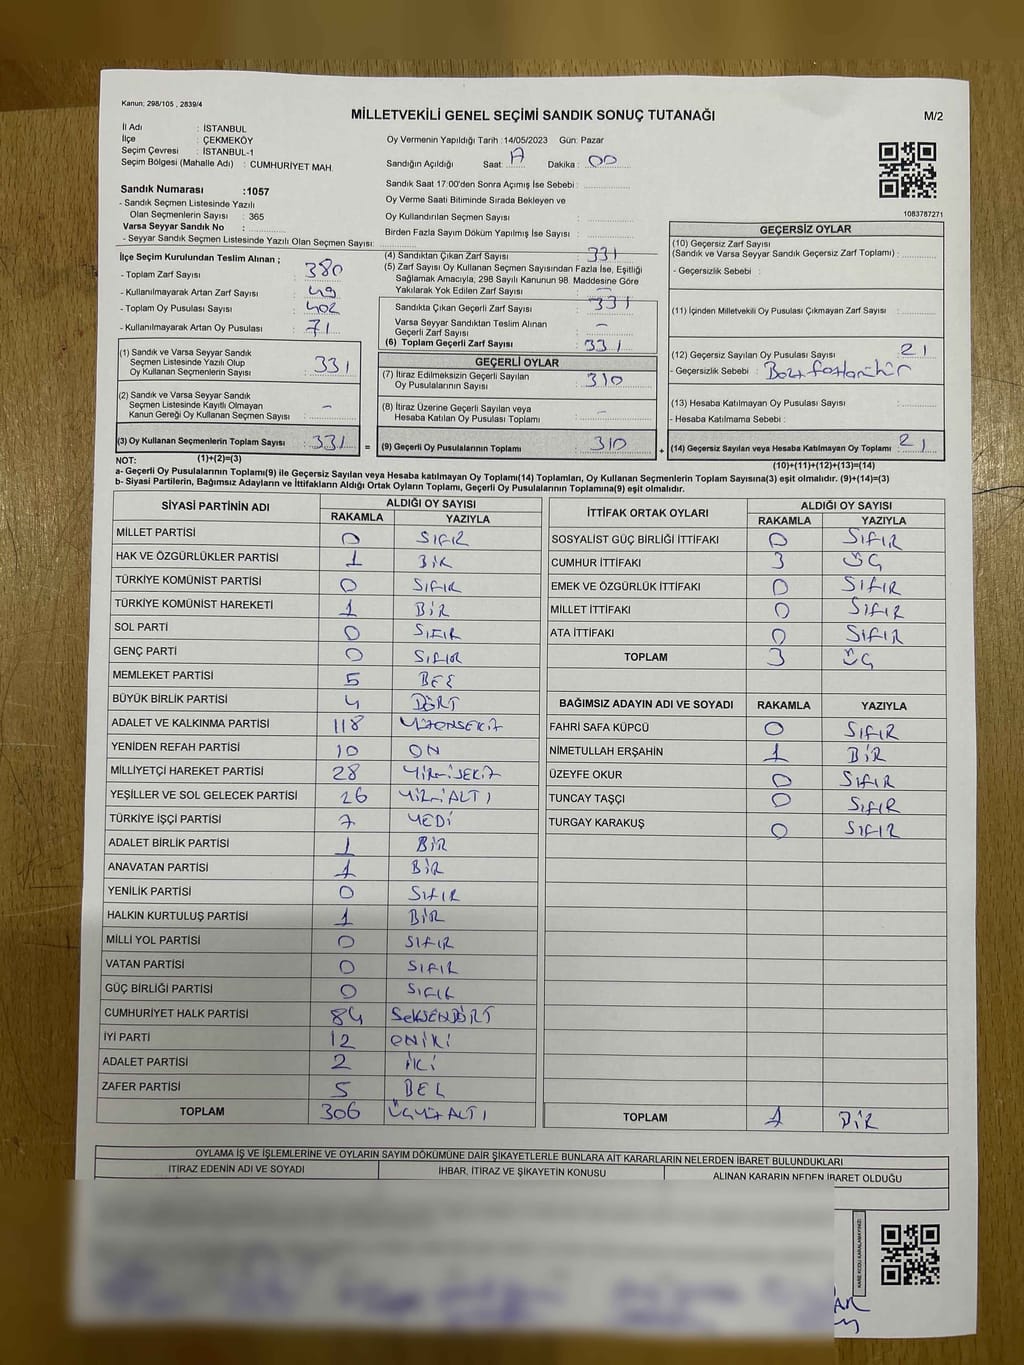 Kanun; 298/105 , 2839/4
MİLLETVEKİLİ GENEL SEÇİMİ SANDIK SONUÇ TUTANAĞI
M/2
İl Adı : İSTANBUL
İlçe : ÇEKMEKÖY
Seçim Çevresi : İSTANBUL-1
Seçim Bölgesi (Mahalle Adı) : CUMHURİYET MAH.
Sandık Numarası :1057
- Sandık Seçmen Listesinde Yazılı
Olan Seçmenlerin Sayısı : 365
Varsa Seyyar Sandık No :
- Seyyar Sandık Seçmen Listesinde Yazılı Olan Seçmen Sayısı:
Oy Vermenin Yapıldığı Tarih :14/05/2023 Gün: Pazar
Sandığın Açıldığı Saat: Dakika : 00
Sandık Saat 17:00'den Sonra Açımış İse Sebebi :
Oy Verme Saati Bitiminde Sırada Bekleyen ve
Oy Kullandırılan Seçmen Sayısı :
Birden Fazla Sayım Döküm Yapılmış İse Sayısı :
1083787271
İlçe Seçim Kurulundan Teslim Alınan ;
- Toplam Zarf Sayısı : 380
- Kullanılmayarak Artan Zarf Sayısı : 49
- Toplam Oy Pusulası Sayısı : 402
- Kullanılmayarak Artan Oy Pusulası : 71
(1) Sandık ve Varsa Seyyar Sandık
Seçmen Listesinde Yazılı Olup
Oy Kullanan Seçmenlerin Sayısı : 331
(2) Sandık ve Varsa Seyyar Sandık
Seçmen Listesinde Kayıtlı Olmayan
Kanun Gereği Oy Kullanan Seçmen Sayısı : -
(3) Oy Kullanan Seçmenlerin Toplam Sayısı : 331 =
(4) Sandıktan Çıkan Zarf Sayısı : 331
(5) Zarf Sayısı Oy Kullanan Seçmen Sayısından Fazla İse, Eşitliği
Sağlamak Amacıyla, 298 Sayılı Kanunun 98. Maddesine Göre
Yakılarak Yok Edilen Zarf Sayısı : -
Sandıkta Çıkan Geçerli Zarf Sayısı : 331
Varsa Seyyar Sandıktan Teslim Alınan
Geçerli Zarf Sayısı : -
(6) Toplam Geçerli Zarf Sayısı : 331
GEÇERLİ OYLAR
(7) İtiraz Edilmeksizin Geçerli Sayılan
Oy Pusulalarının Sayısı : 310
(8) İtiraz Üzerine Geçerli Sayılan veya
Hesaba Katılan Oy Pusulası Toplamı : -
(9) Geçerli Oy Pusulalarının Toplamı : 310 +
GEÇERSİZ OYLAR
(10) Geçersiz Zarf Sayısı
(Sandık ve Varsa Seyyar Sandık Geçersiz Zarf Toplamı) :
- Geçersizlik Sebebi :
(11) İçinden Milletvekili Oy Pusulası Çıkmayan Zarf Sayısı :
(12) Geçersiz Sayılan Oy Pusulası Sayısı : 21
- Geçersizlik Sebebi :
(13) Hesaba Katılmayan Oy Pusulası Sayısı :
- Hesaba Katılmama Sebebi :
(14) Geçersiz Sayılan veya Hesaba Katılmayan Oy Toplamı : 21
NOT: (1)+(2)=(3)
(10)+(11)+(12)+(13)=(14)
a- Geçerli Oy Pusulalarının Toplamı(9) ile Geçersiz Sayılan veya Hesaba katılmayan Oy Toplamı(14) Toplamları, Oy Kullanan Seçmenlerin Toplam Sayısına(3) eşit olmalıdır. (9)+(14)=(3)
b- Siyasi Partilerin, Bağımsız Adayların ve İttifakların Aldığı Ortak Oyların Toplamı, Geçerli Oy Pusulalarının Toplamına(9) eşit olmalıdır.
SİYASİ PARTİNİN ADI ALDIĞI OY SAYISI
RAKAMLA YAZIYLA
MİLLET PARTİSİ 0 SIFIR
HAK VE ÖZGÜRLÜKLER PARTİSİ 1 BİR
TÜRKİYE KOMÜNİST PARTİSİ 0 SIFIR
TÜRKİYE KOMÜNİST HAREKETİ 1 BİR
SOL PARTİ 0 SIFIR
GENÇ PARTİ 0 SIFIR
MEMLEKET PARTİSİ 5 BEŞ
BÜYÜK BİRLİK PARTİSİ 4 DÖRT
ADALET VE KALKINMA PARTİSİ 118 YÜZONSEKİZ
YENİDEN REFAH PARTİSİ 10 ON
MİLLİYETÇİ HAREKET PARTİSİ 28 YİRMİSEKİZ
YEŞİLLER VE SOL GELECEK PARTİSİ 26 YİRMİALTI
TÜRKİYE İŞÇİ PARTİSİ 7 YEDİ
ADALET BİRLİK PARTİSİ 1 BİR
ANAVATAN PARTİSİ 1 BİR
YENİLİK PARTİSİ 0 SIFIR
HALKIN KURTULUŞ PARTİSİ 1 BİR
MİLLİ YOL PARTİSİ 0 SIFIR
VATAN PARTİSİ 0 SIFIR
GÜÇ BİRLİĞİ PARTİSİ 0 SIFIR
CUMHURİYET HALK PARTİSİ 84 SEKSENDÖRT
İYİ PARTİ 12 ONİKİ
ADALET PARTİSİ 2 İKİ
ZAFER PARTİSİ 5 BEŞ
TOPLAM 306 ÜÇYÜZALTI
İTTİFAK ORTAK OYLARI ALDIĞI OY SAYISI
RAKAMLA YAZIYLA
SOSYALİST GÜÇ BİRLİĞİ İTTİFAKI 0 SIFIR
CUMHUR İTTİFAKI 3 ÜÇ
EMEK VE ÖZGÜRLÜK İTTİFAKI 0 SIFIR
MİLLET İTTİFAKI 0 SIFIR
ATA İTTİFAKI 0 SIFIR
TOPLAM 3 ÜÇ
BAĞIMSIZ ADAYIN ADI VE SOYADI RAKAMLA YAZIYLA
FAHRİ SAFA KÜPCÜ 0 SIFIR
NİMETULLAH ERŞAHİN 1 BİR
ÜZEYFE OKUR 0 SIFIR
TUNCAY TAŞÇI 0 SIFIR
TURGAY KARAKUŞ 0 SIFIR
TOPLAM 1 BİR
OYLAMA İŞ VE İŞLEMLERİNE VE OYLARIN SAYIM DÖKÜMÜNE DAİR ŞİKAYETLERLE BUNLARA AİT KARARLARIN NELERDEN İBARET BULUNDUKLARI
İTİRAZ EDENİN ADI VE SOYADI İHBAR, İTİRAZ VE ŞİKAYETİN KONUSU ALINAN KARARIN NEDEN İBARET OLDUĞU
KARE KODU KARALAMAYINIZ!